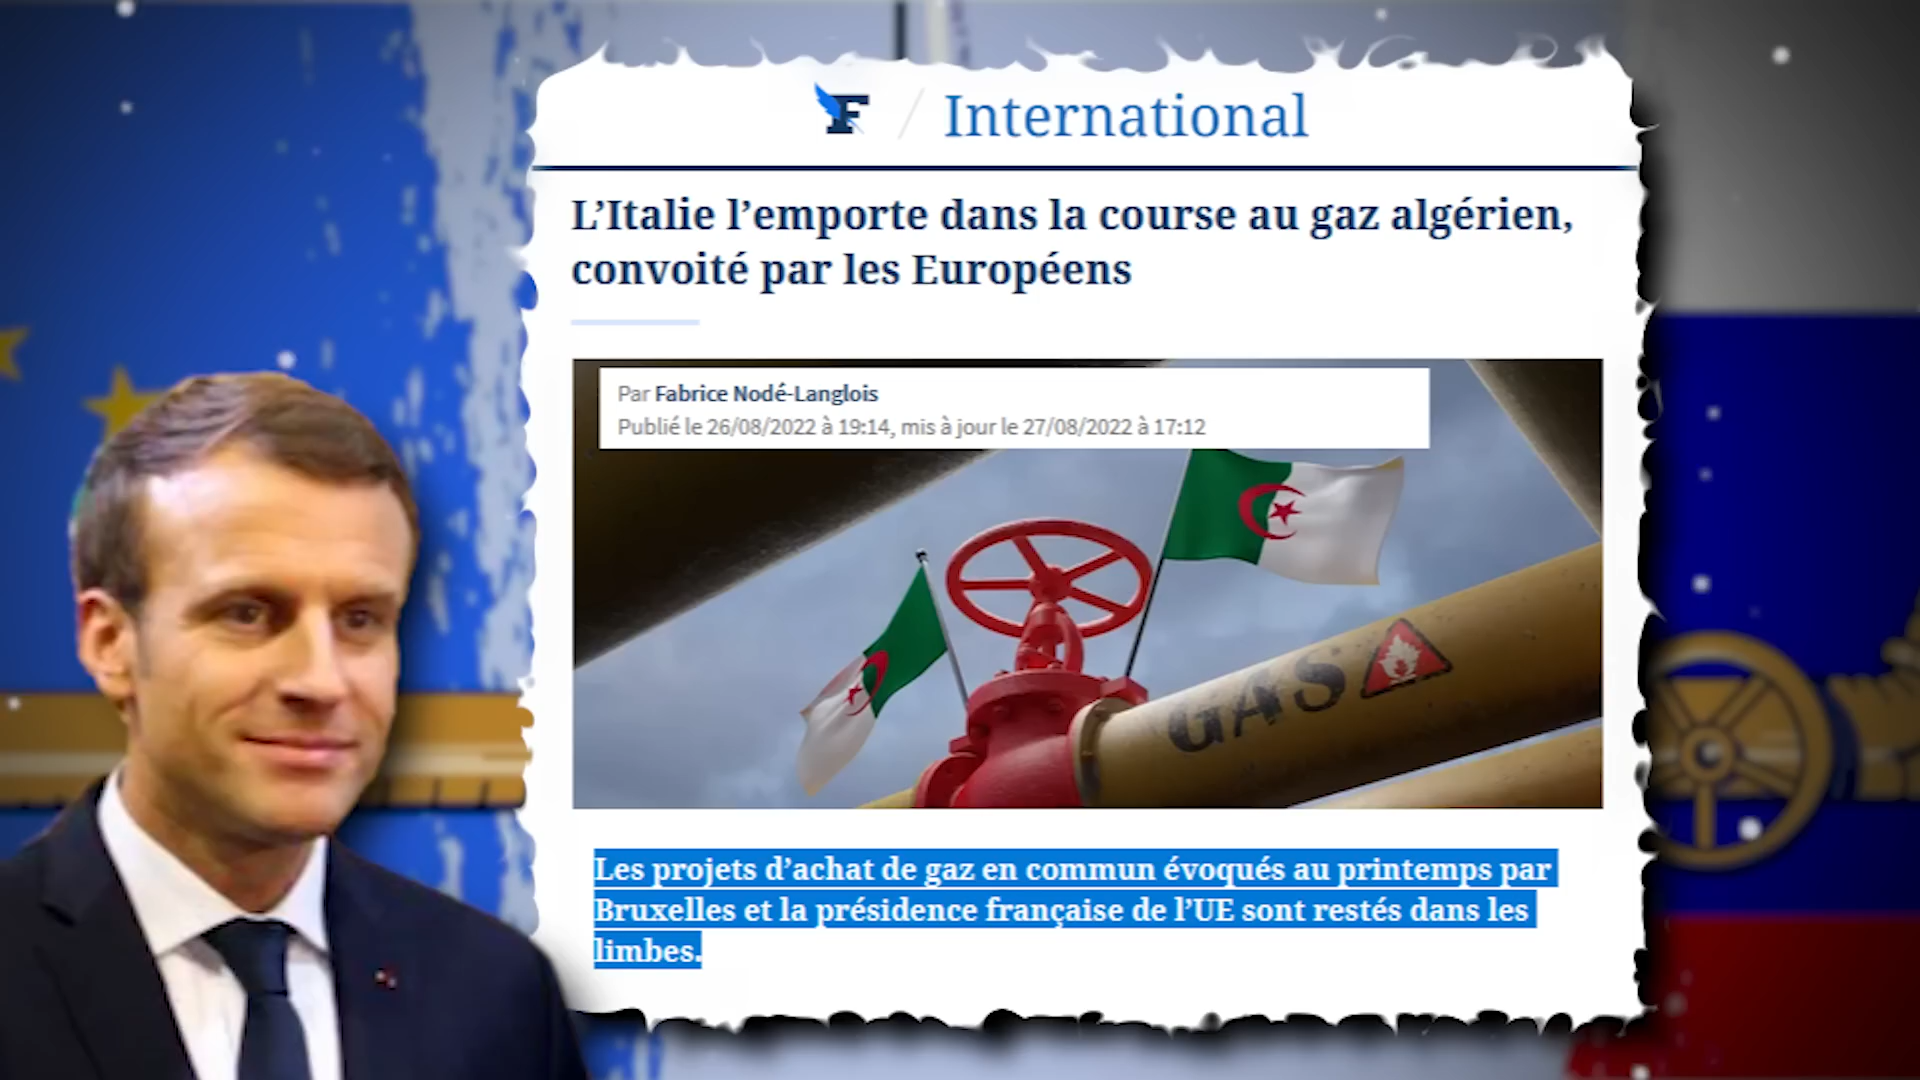 F / International
L’Italie l’emporte dans la course au gaz algérien,
convoité par les Européens
Par Fabrice Nodé-Langlois
Publié le 26/08/2022 à 19:14, mis à jour le 27/08/2022 à 17:12
GAS
Les projets d’achat de gaz en commun évoqués au printemps par
Bruxelles et la présidence française de l’UE sont restés dans les
limbes.